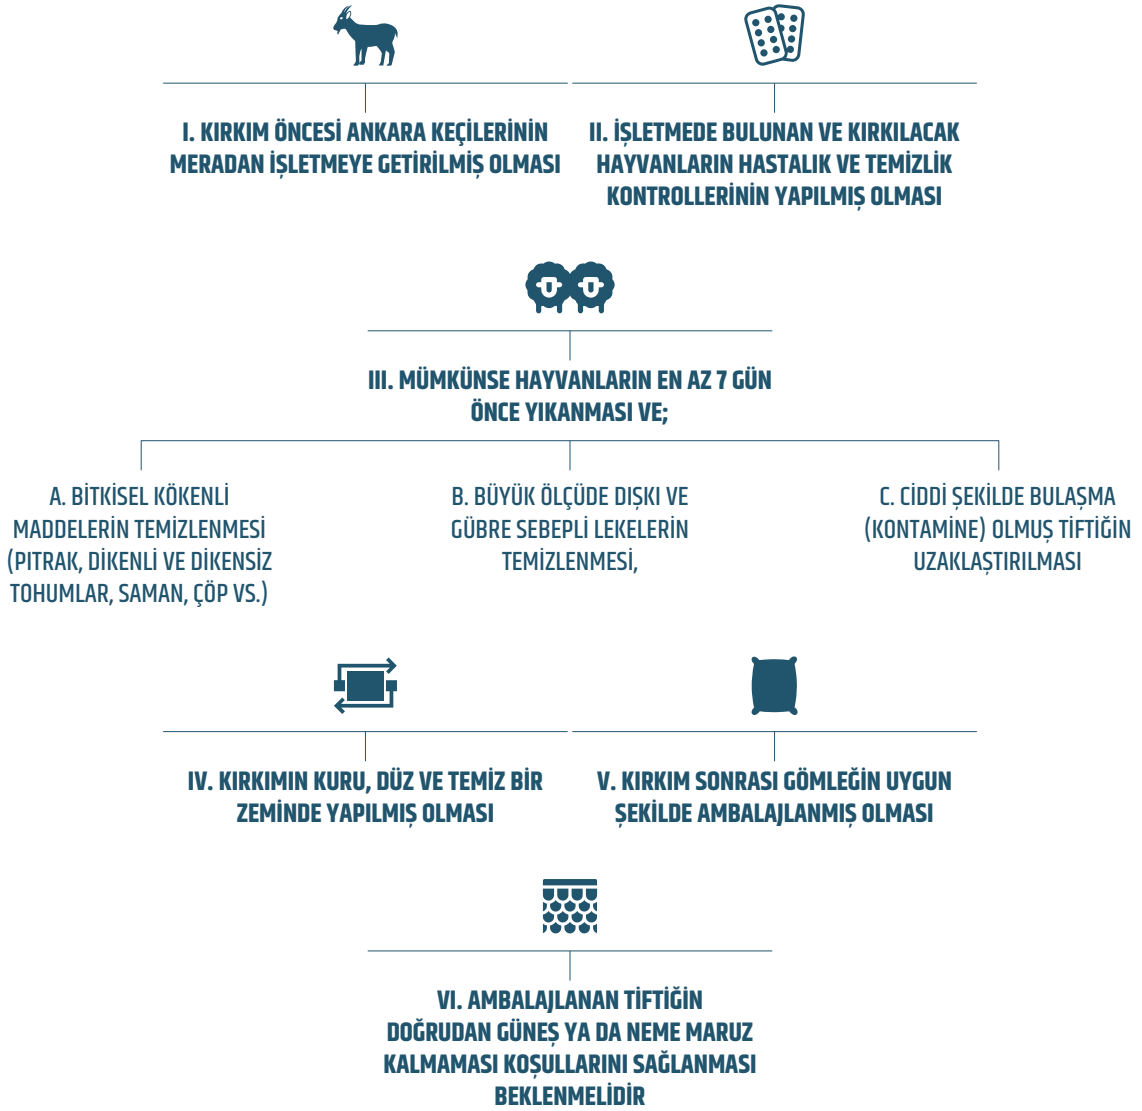 I. KIRKIM ÖNCESİ ANKARA KEÇİLERİNİN
MERADAN İŞLETMEYE GETİRİLMİŞ OLMASI
II. İŞLETMEDE BULUNAN VE KIRKILACAK
HAYVANLARIN HASTALIK VE TEMİZLİK
KONTROLLERİNİN YAPILMIŞ OLMASI
III. MÜMKÜNSE HAYVANLARIN EN AZ 7 GÜN
ÖNCE YIKANMASI VE;
A. BİTKİSEL KÖKENLİ
MADDELERİN TEMİZLENMESİ
(PITRAK, DİKENLİ VE DİKENSİZ
TOHUMLAR, SAMAN, ÇÖP VS.)
B. BÜYÜK ÖLÇÜDE DIŞKI VE
GÜBRE SEBEPLİ LEKELERİN
TEMİZLENMESİ,
C. CİDDİ ŞEKİLDE BULAŞMA
(KONTAMİNE) OLMUŞ TİFTİĞİN
UZAKLAŞTIRILMASI
IV. KIRKIMIN KURU, DÜZ VE TEMİZ BİR
ZEMİNDE YAPILMIŞ OLMASI
V. KIRKIM SONRASI GÖMLEĞİN UYGUN
ŞEKİLDE AMBALAJLANMIŞ OLMASI
VI. AMBALAJLANAN TİFTİĞİN
DOĞRUDAN GÜNEŞ YA DA NEME MARUZ
KALMAMASI KOŞULLARINI SAĞLANMASI
BEKLENMELİDİR